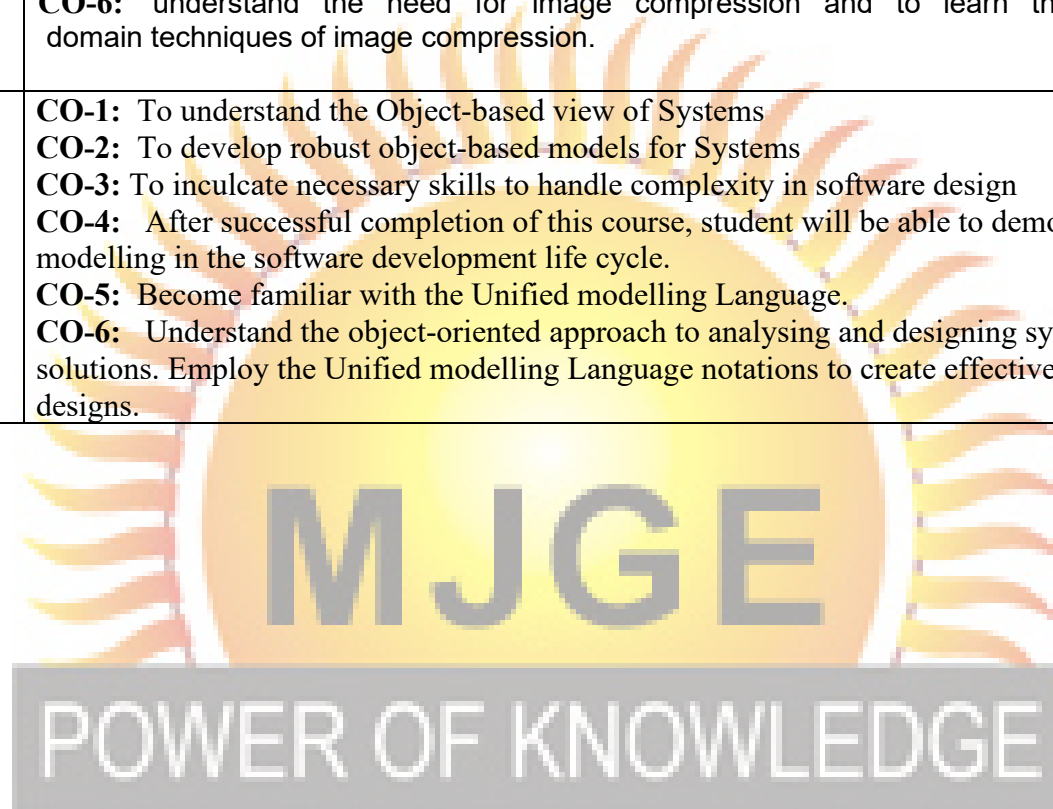 CO-6: understand the need for image compression and to learn th
domain techniques of image compression.
CO-1: To understand the Object-based view of Systems
CO-2: To develop robust object-based models for Systems
CO-3: To inculcate necessary skills to handle complexity in software design
CO-4: After successful completion of this course, student will be able to demo
modelling in the software development life cycle.
CO-5: Become familiar with the Unified modelling Language.
CO-6: Understand the object-oriented approach to analysing and designing sy
solutions. Employ the Unified modelling Language notations to create effective
designs.
MJGE
POWER OF KNOWLEDGE